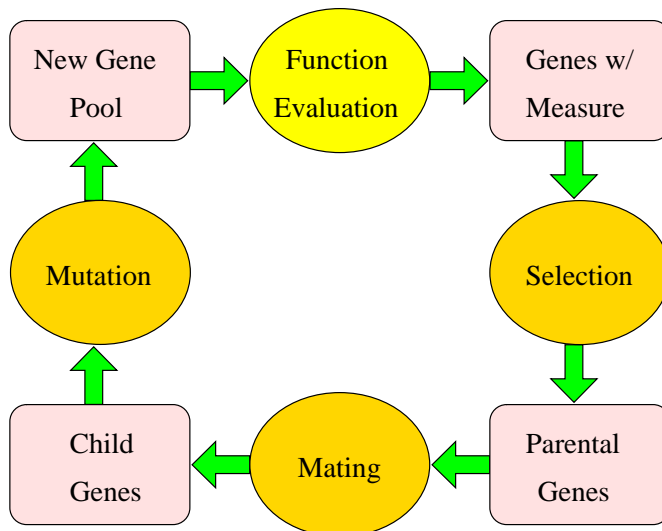 New Gene
Pool
Function
Evaluation
Genes w/
Measure
Mutation
Selection
Child
Genes
Mating
Parental
Genes